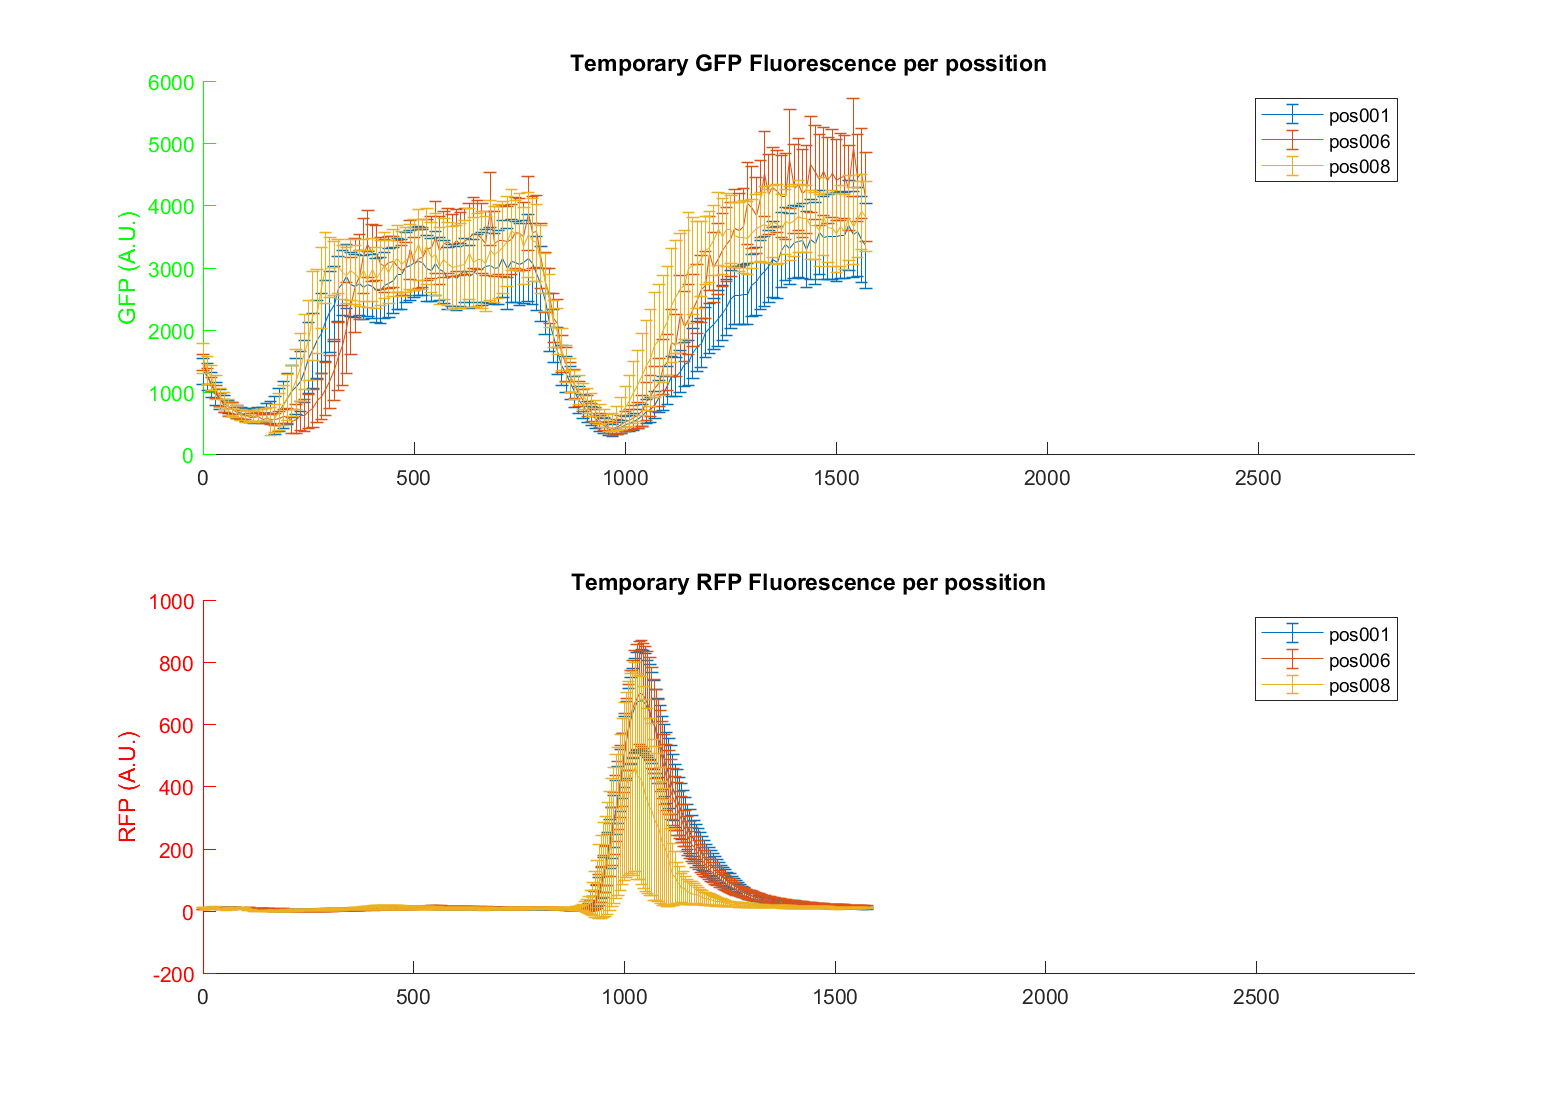 Temporary GFP Fluorescence per possition
6000
5000
4000
3000
2000
1000
0
GFP (A.U.)
0 500 1000 1500 2000 2500
pos001
pos006
pos008
Temporary RFP Fluorescence per possition
1000
800
600
400
200
0
-200
RFP (A.U.)
0 500 1000 1500 2000 2500
pos001
pos006
pos008